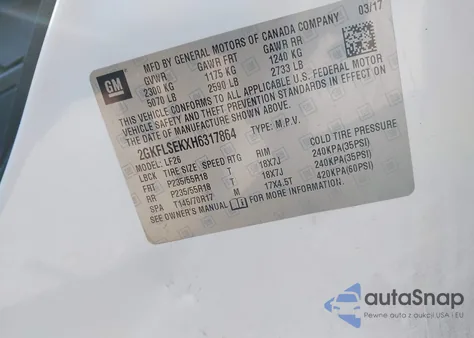 03/17
GM
MFD BY GENERAL MOTORS OF CANADA COMPANY
GVWR GAWR FRT GAWR RR
2300 KG 1175 KG 1240 KG
5070 LB 2590 LB 2733 LB
THIS VEHICLE CONFORMS TO ALL APPLICABLE U.S. FEDERAL MOTOR
VEHICLE SAFETY, BUMPER, AND THEFT PREVENTION STANDARDS IN EFFECT ON
THE DATE OF MANUFACTURE SHOWN ABOVE.
2GKFLSEKXH6317864 TYPE: M.P.V.
MODEL: LF26
LBCK TIRE SIZE SPEED RTG RIM COLD TIRE PRESSURE
FRT P235/55R18 T 18X7J 240KPA(35PSI)
RR P235/55R18 T 18X7J 240KPA(35PSI)
SPA T145/70R17 17X4.5T 420KPA(60PSI)
SEE OWNER'S MANUAL FOR MORE INFORMATION
autoSnap
Pewne auta z aukcji USA i EU